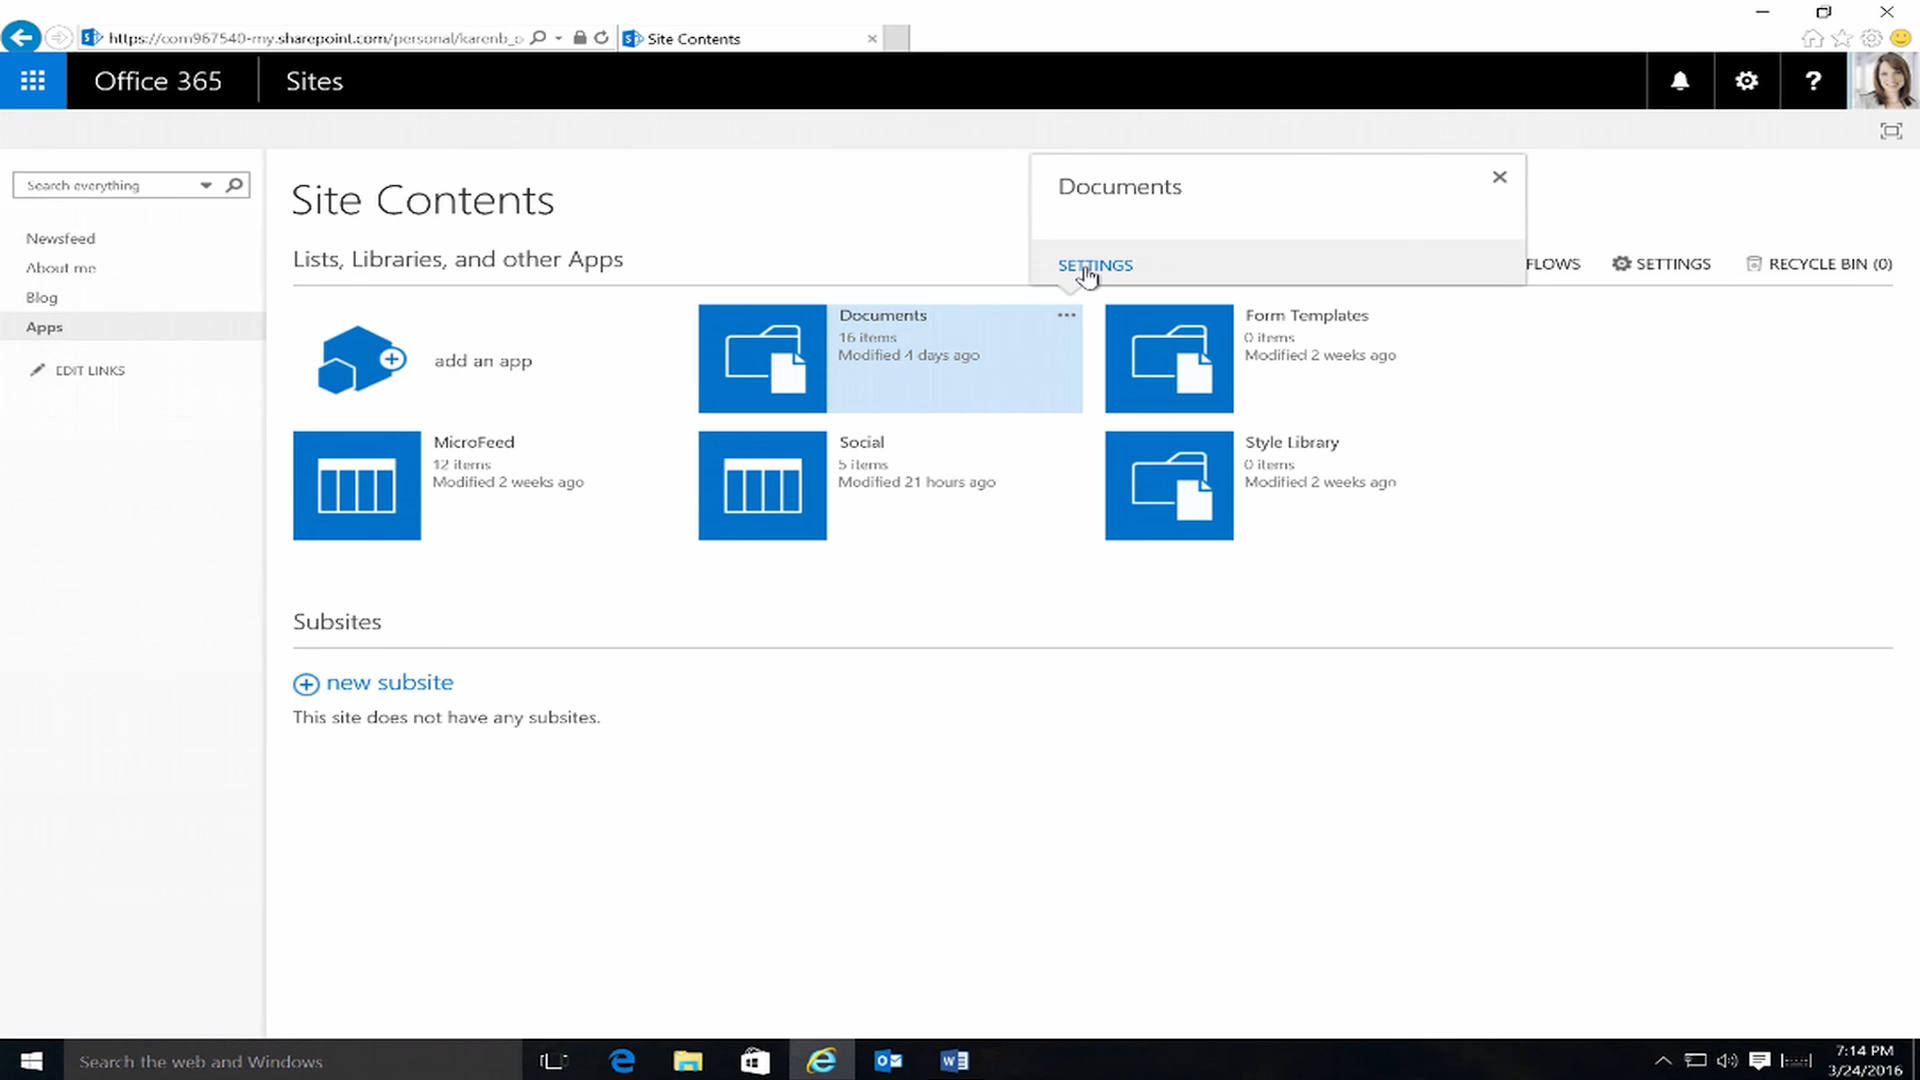 https://com967540-my.sharepoint.com/personal/karenb_o
Site Contents
Office 365
Sites
?
Search everything
Newsfeed
About me
Blog
Apps
EDIT LINKS
Site Contents
Lists, Libraries, and other Apps
Documents
SETTINGS
FLOWS
SETTINGS
RECYCLE BIN (0)
add an app
Documents
16 items
Modified 4 days ago
Form Templates
0 items
Modified 2 weeks ago
MicroFeed
12 items
Modified 2 weeks ago
Social
5 items
Modified 21 hours ago
Style Library
0 items
Modified 2 weeks ago
Subsites
new subsite
This site does not have any subsites.
Search the web and Windows
7:14 PM
3/24/2016